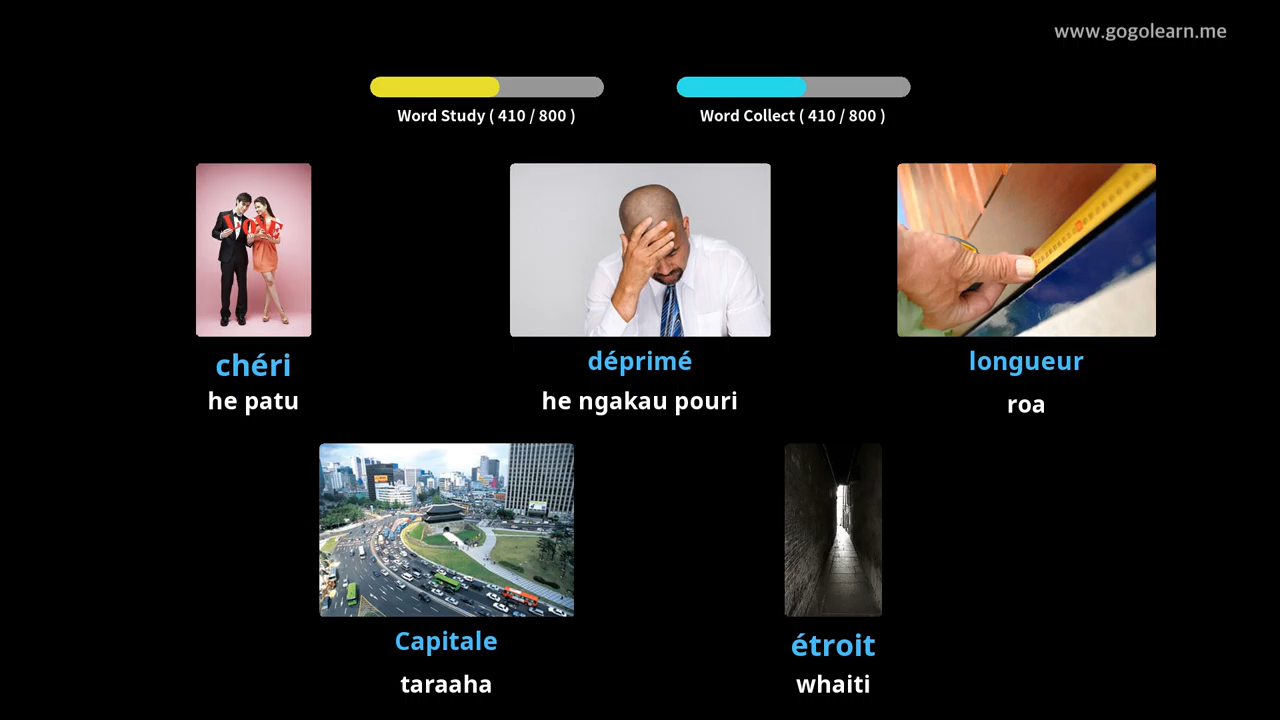 www.gogolearn.me
Word Study ( 410 / 800 )
Word Collect ( 410 / 800 )
LOVE
chéri
he patu
déprimé
he ngakau pouri
longueur
roa
Capitale
taraaha
étroit
whaiti